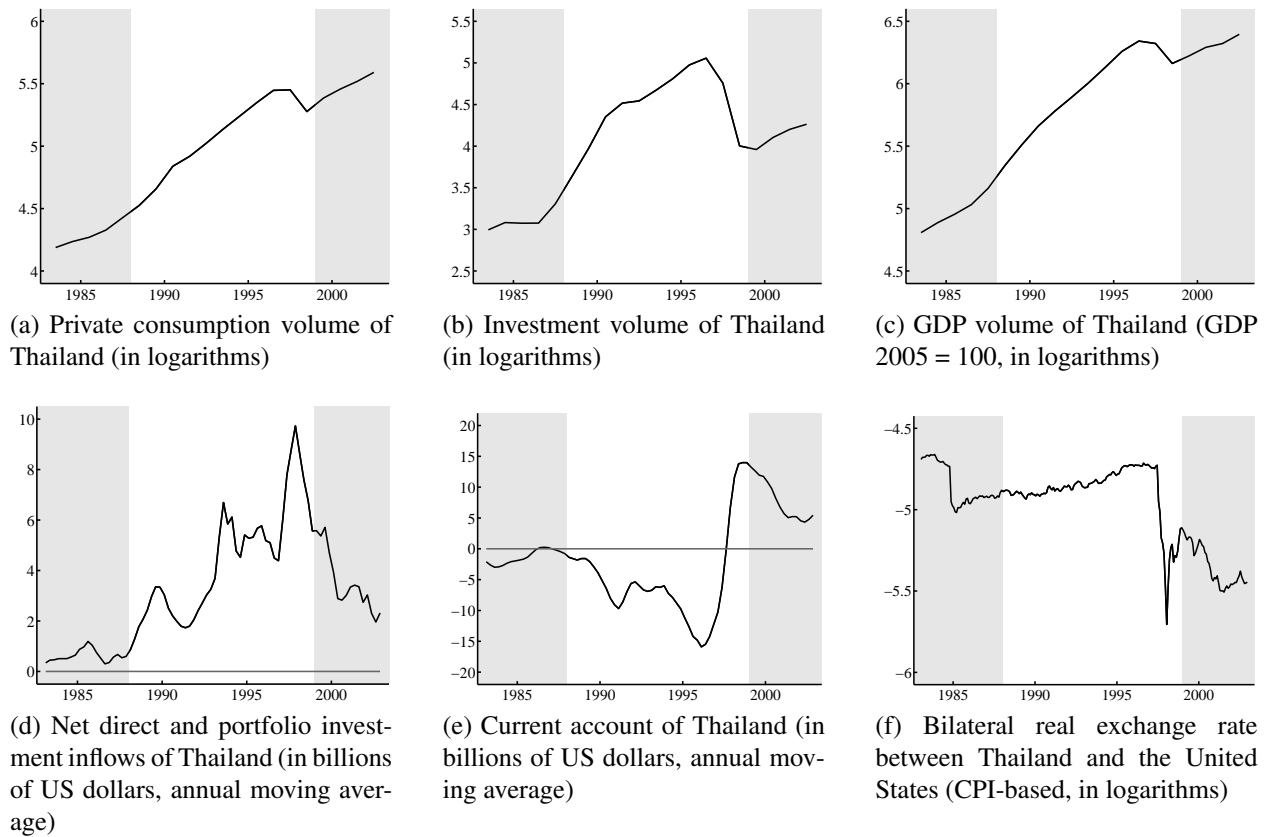 6
5.5
5
4.5
4
1985 1990 1995 2000
(a) Private consumption volume of
Thailand (in logarithms)
5.5
5
4.5
4
3.5
3
2.5
1985 1990 1995 2000
(b) Investment volume of Thailand
(in logarithms)
6.5
6
5.5
5
4.5
1985 1990 1995 2000
(c) GDP volume of Thailand (GDP
2005 = 100, in logarithms)
10
8
6
4
2
0
1985 1990 1995 2000
(d) Net direct and portfolio invest-
ment inflows of Thailand (in billions
of US dollars, annual moving aver-
age)
20
15
10
5
0
−5
−10
−15
−20
1985 1990 1995 2000
(e) Current account of Thailand (in
billions of US dollars, annual mov-
ing average)
−4.5
−5
−5.5
−6
1985 1990 1995 2000
(f) Bilateral real exchange rate
between Thailand and the United
States (CPI-based, in logarithms)